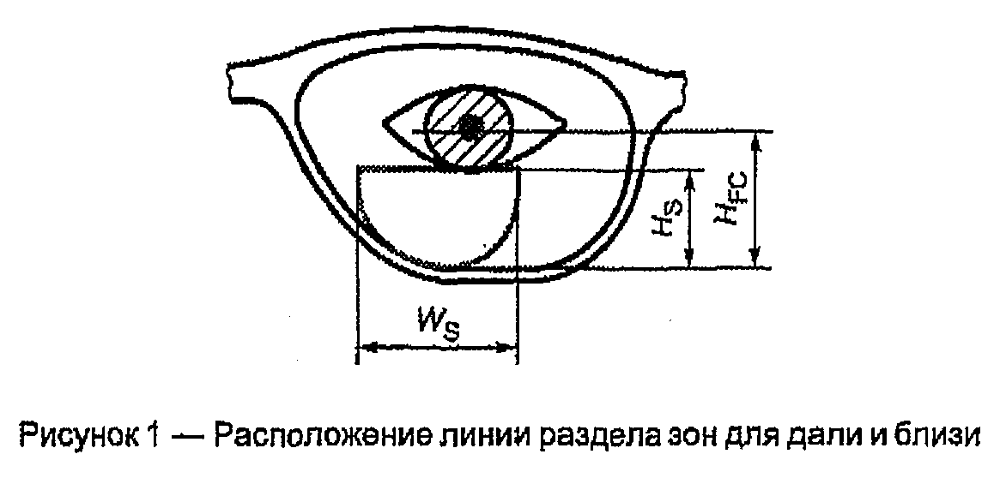 H_S
H_FC
W_S
Рисунок 1 — Расположение линии раздела зон для дали и близи